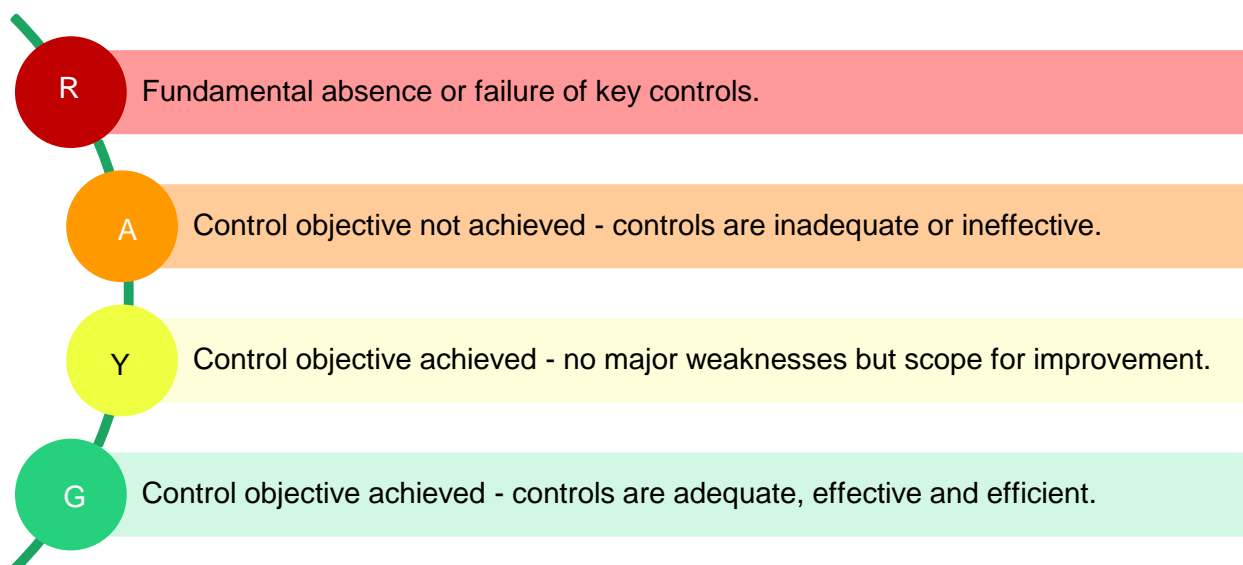 R
Fundamental absence or failure of key controls.
A
Control objective not achieved - controls are inadequate or ineffective.
Y
Control objective achieved - no major weaknesses but scope for improvement.
G
Control objective achieved - controls are adequate, effective and efficient.